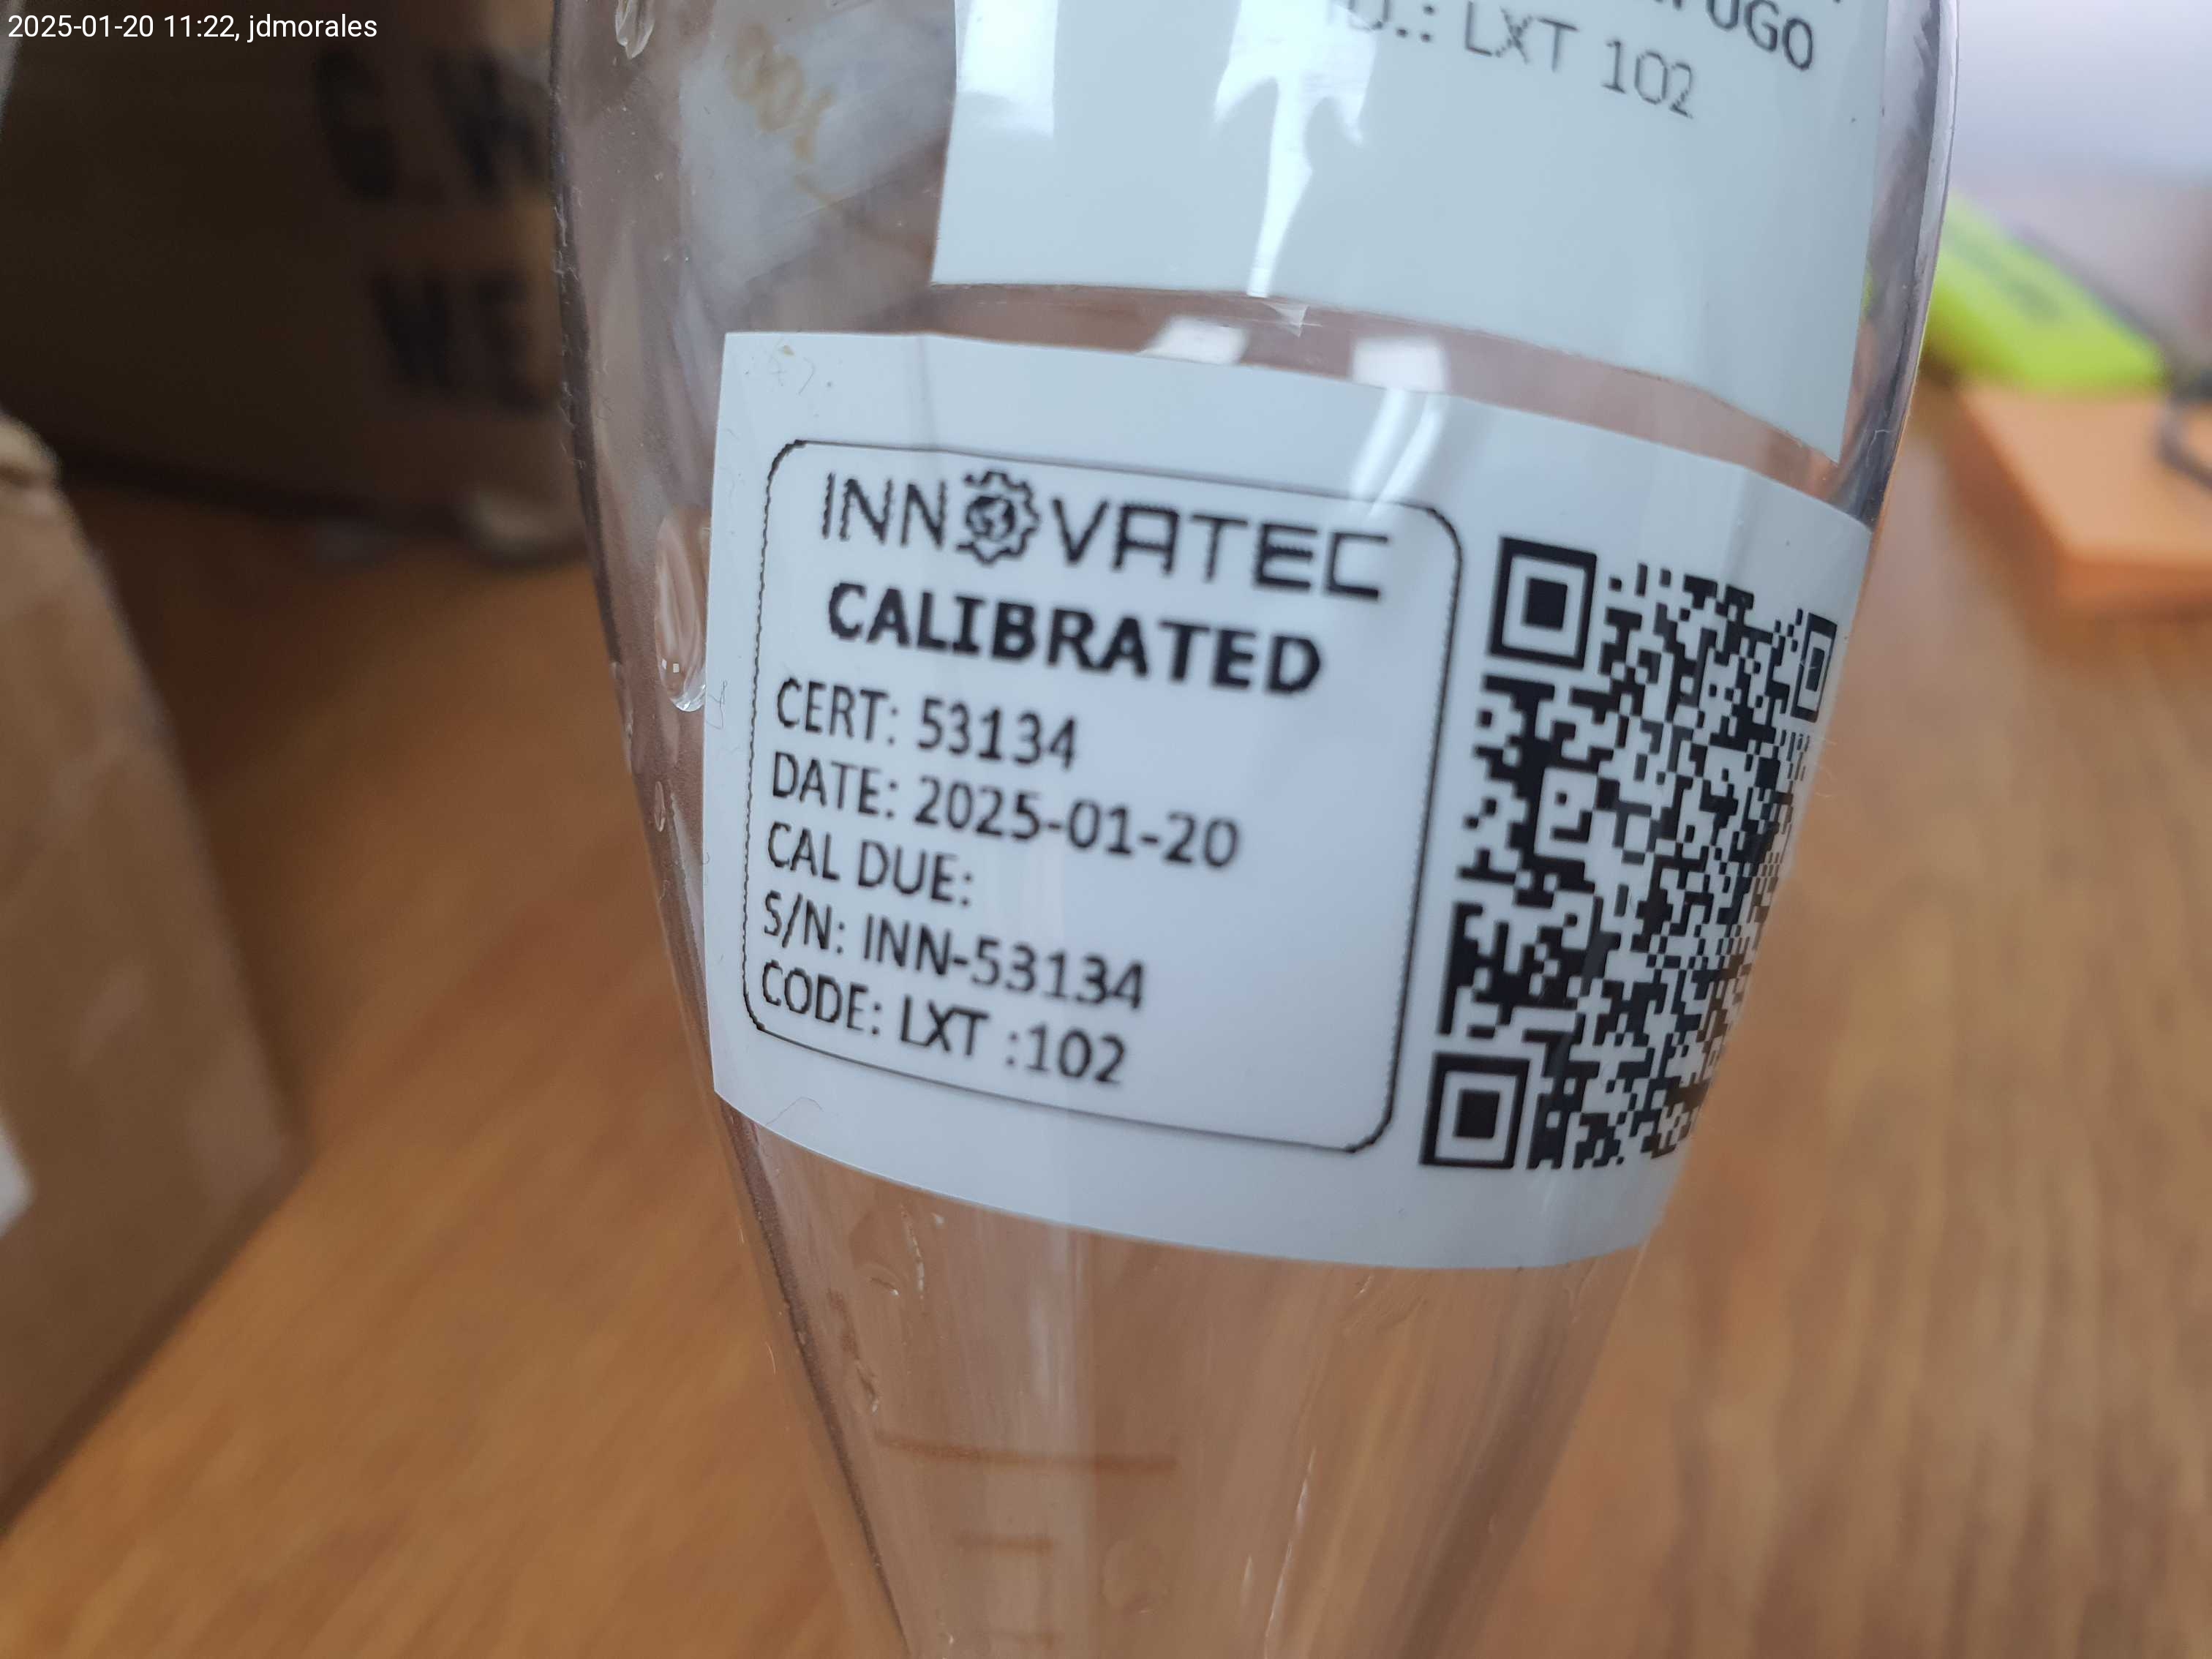 2025-01-20 11:22, jdmorales
LXT 102
INNOVATEC
CALIBRATED
CERT: 53134
DATE: 2025-01-20
CAL DUE:
S/N: INN-53134
CODE: LXT :102